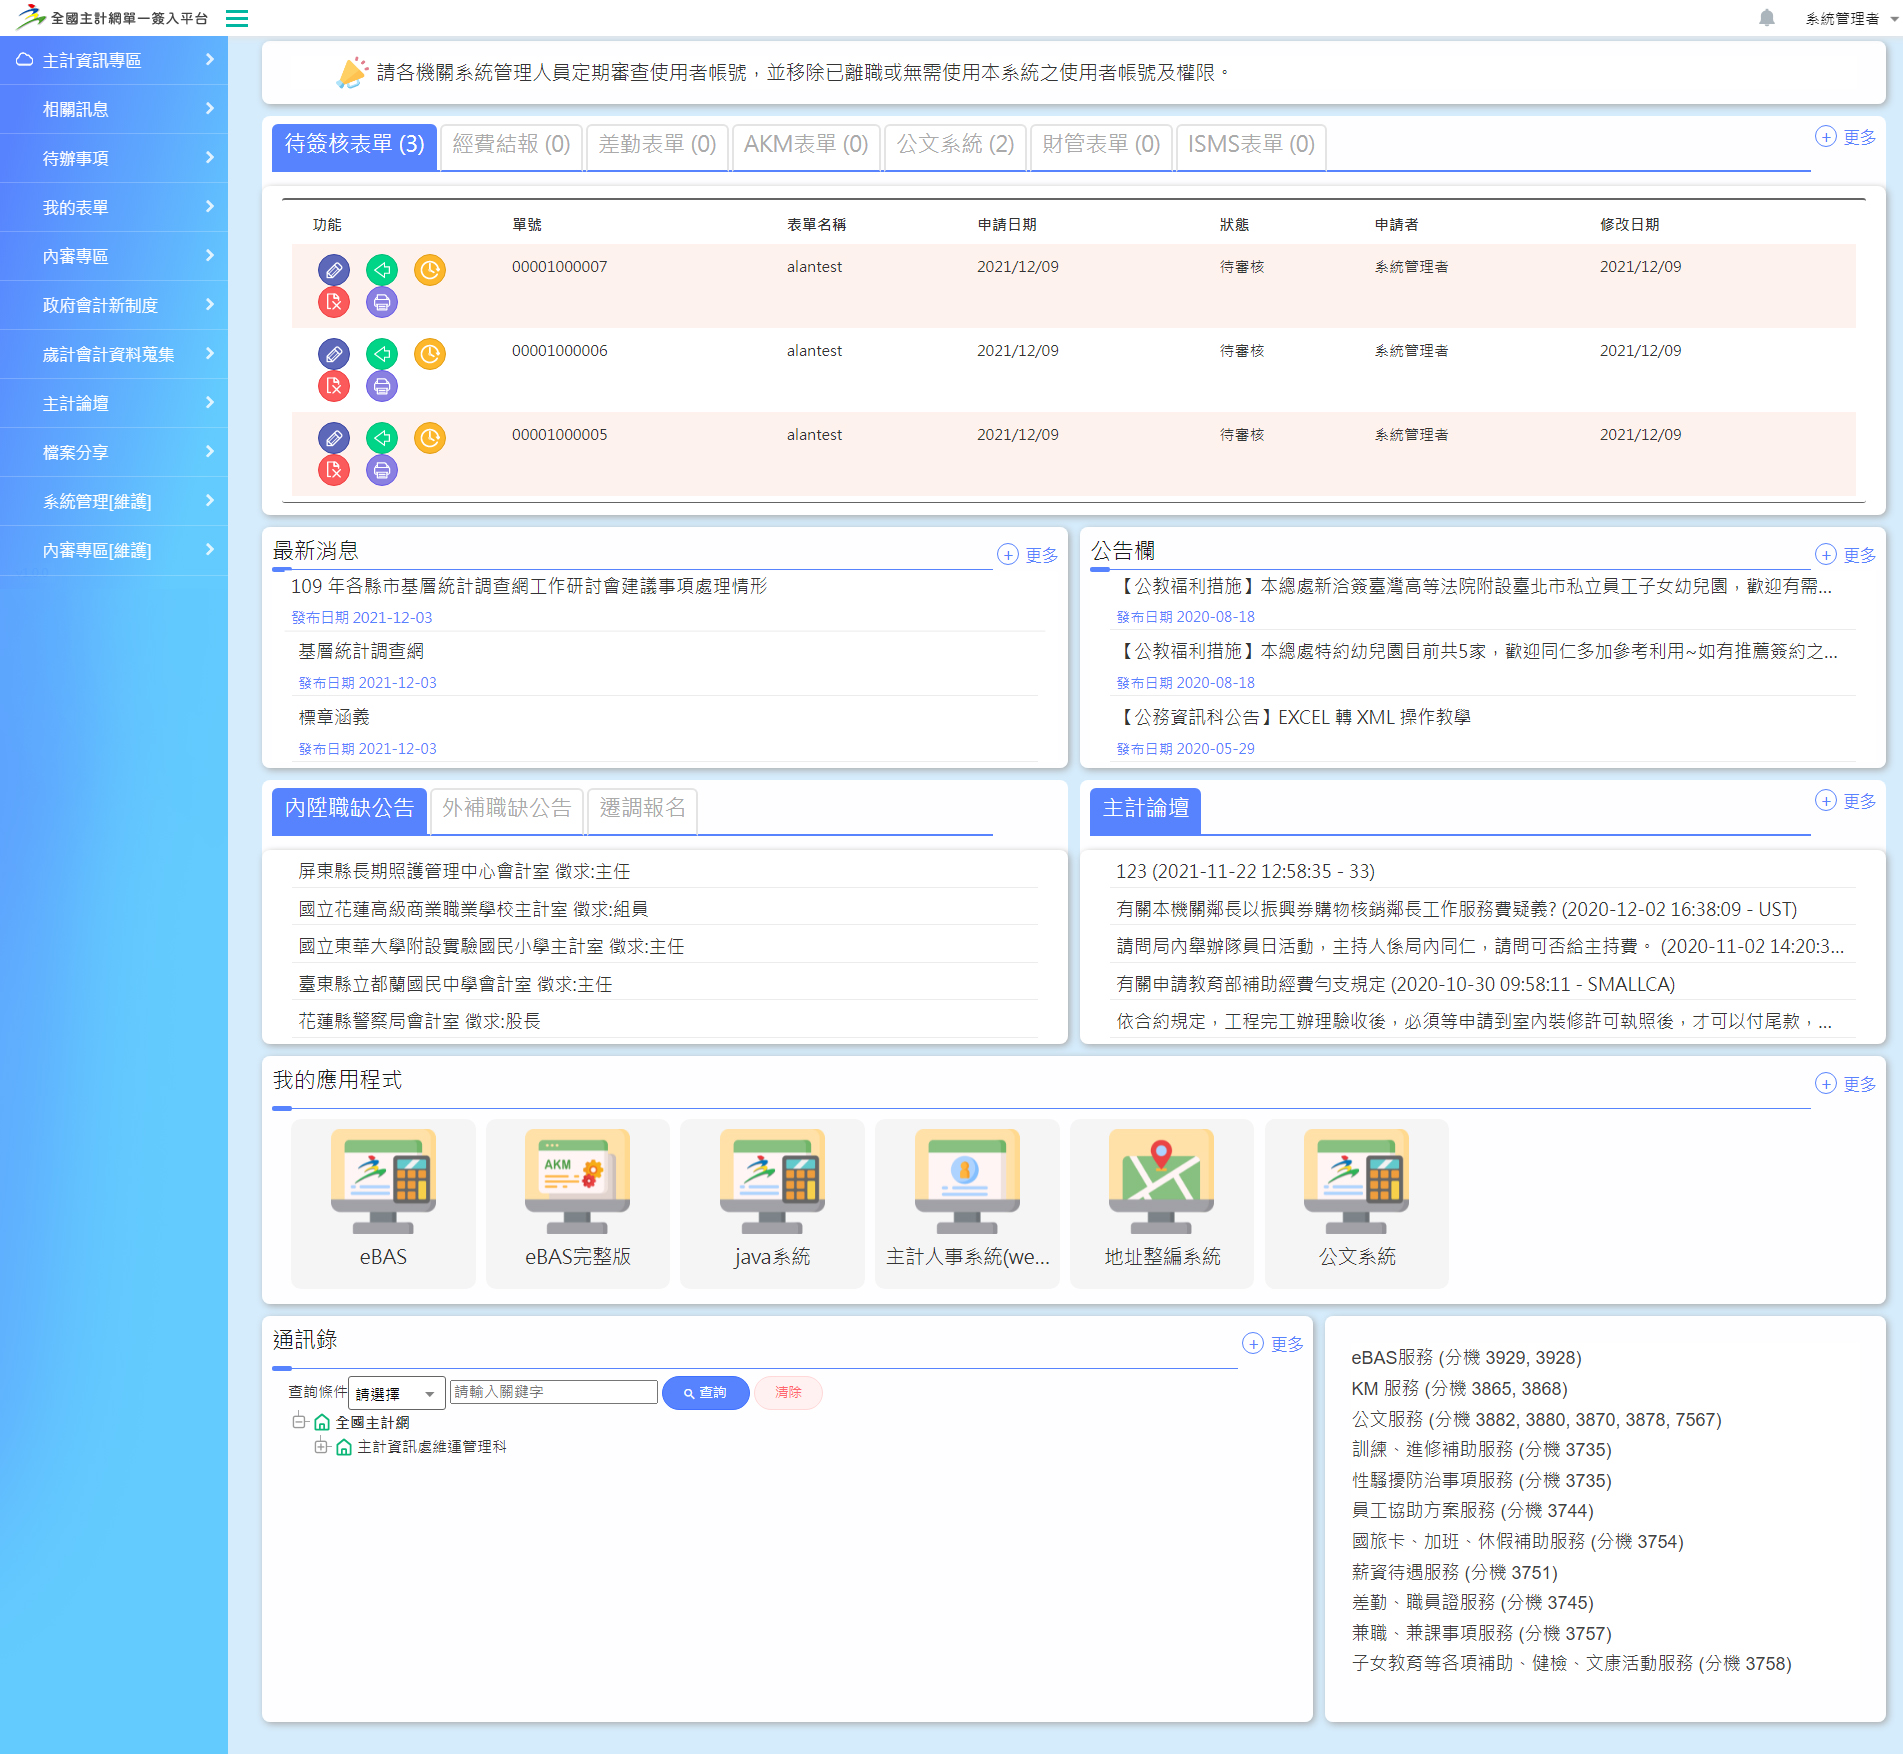 全國主計網單一簽入平台
系統管理者
主計資訊專區
相關訊息
待辦事項
我的表單
內審專區
政府會計新制度
歲計會計資料蒐集
主計論壇
檔案分享
系統管理[維護]
內審專區[維護]
請各機關系統管理人員定期審查使用者帳號，並移除已離職或無需使用本系統之使用者帳號及權限。
待簽核表單 (3) 經費結報 (0) 差勤表單 (0) AKM表單 (0) 公文系統 (2) 財管表單 (0) ISMS表單 (0) 更多
功能 單號 表單名稱 申請日期 狀態 申請者 修改日期
00001000007 alantest 2021/12/09 待審核 系統管理者 2021/12/09
00001000006 alantest 2021/12/09 待審核 系統管理者 2021/12/09
00001000005 alantest 2021/12/09 待審核 系統管理者 2021/12/09
最新消息 更多
109 年各縣市基層統計調查網工作研討會建議事項處理情形
發布日期 2021-12-03
基層統計調查網
發布日期 2021-12-03
標章涵義
發布日期 2021-12-03
公告欄 更多
【公教福利措施】本總處新洽簽臺灣高等法院附設臺北市私立員工子女幼兒園，歡迎有需...
發布日期 2020-08-18
【公教福利措施】本總處特約幼兒園目前共5家，歡迎同仁多加參考利用~如有推薦簽約之...
發布日期 2020-08-18
【公務資訊科公告】EXCEL 轉 XML 操作教學
發布日期 2020-05-29
內陞職缺公告 外補職缺公告 遷調報名
屏東縣長期照護管理中心會計室 徵求:主任
國立花蓮高級商業職業學校主計室 徵求:組員
國立東華大學附設實驗國民小學主計室 徵求:主任
臺東縣立都蘭國民中學會計室 徵求:主任
花蓮縣警察局會計室 徵求:股長
主計論壇 更多
123 (2021-11-22 12:58:35 - 33)
有關本機關鄰長以振興券購物核銷鄰長工作服務費疑義? (2020-12-02 16:38:09 - UST)
請問局內舉辦隊員日活動，主持人係局內同仁，請問可否給主持費。 (2020-11-02 14:20:3...
有關申請教育部補助經費勻支規定 (2020-10-30 09:58:11 - SMALLCA)
依合約規定，工程完工辦理驗收後，必須等申請到室內裝修許可執照後，才可以付尾款，...
我的應用程式 更多
AKM
eBAS eBAS完整版 java系統 主計人事系統(we... 地址整編系統 公文系統
通訊錄 更多
查詢條件 請選擇 請輸入關鍵字 查詢 清除
全國主計網
主計資訊處維運管理科
eBAS服務 (分機 3929, 3928)
KM 服務 (分機 3865, 3868)
公文服務 (分機 3882, 3880, 3870, 3878, 7567)
訓練、進修補助服務 (分機 3735)
性騷擾防治事項服務 (分機 3735)
員工協助方案服務 (分機 3744)
國旅卡、加班、休假補助服務 (分機 3754)
薪資待遇服務 (分機 3751)
差勤、職員證服務 (分機 3745)
兼職、兼課事項服務 (分機 3757)
子女教育等各項補助、健檢、文康活動服務 (分機 3758)